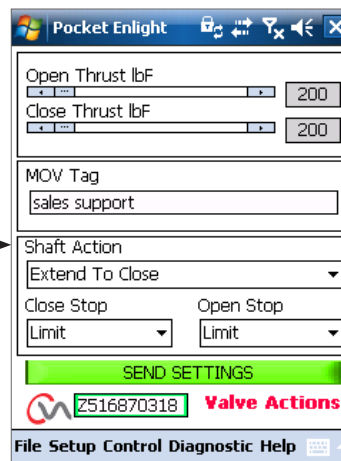 Pocket Enlight
Open Thrust lbF
200
Close Thrust lbF
200
MOV Tag
sales support
Shaft Action
Extend To Close
Close Stop Open Stop
Limit Limit
SEND SETTINGS
Z516870318 Valve Actions
File Setup Control Diagnostic Help